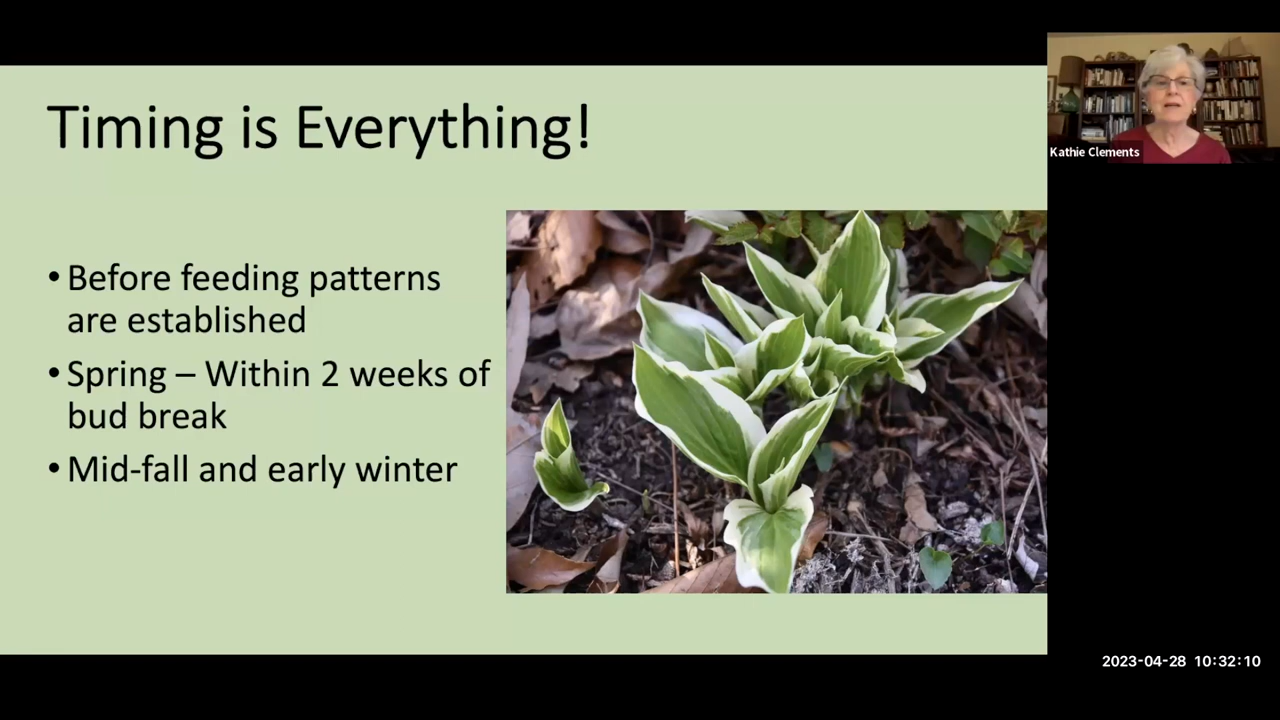 Timing is Everything!
• Before feeding patterns
are established
• Spring – Within 2 weeks of
bud break
• Mid-fall and early winter
Kathie Clements
2023-04-28 10:32:10